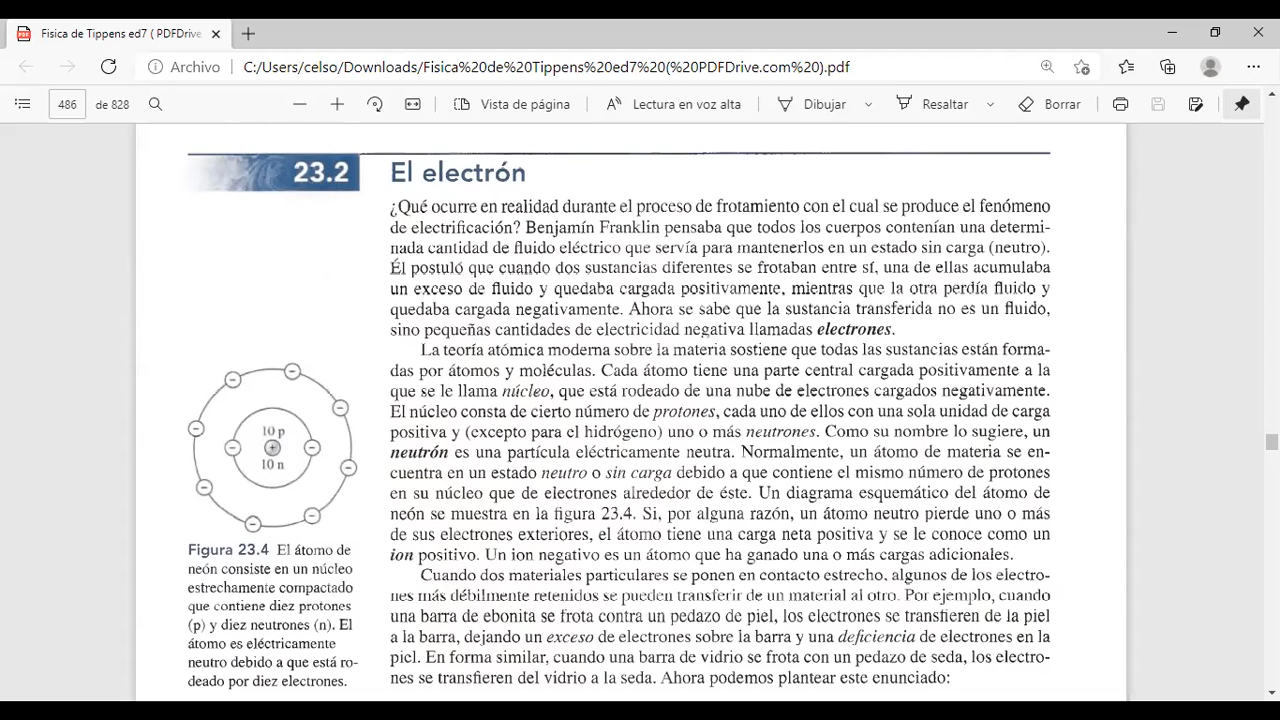 Fisica de Tippens ed7 ( PDFDrive
Archivo
C:/Users/celso/Downloads/Fisica%20de%20Tippens%20ed7%20(%20PDFDrive.com%20).pdf
486 de 828
Vista de página
Lectura en voz alta
Dibujar
Resaltar
Borrar
23.2 El electrón
¿Qué ocurre en realidad durante el proceso de frotamiento con el cual se produce el fenómeno
de electrificación? Benjamín Franklin pensaba que todos los cuerpos contenían una determi-
nada cantidad de fluido eléctrico que servía para mantenerlos en un estado sin carga (neutro).
Él postuló que cuando dos sustancias diferentes se frotaban entre sí, una de ellas acumulaba
un exceso de fluido y quedaba cargada positivamente, mientras que la otra perdía fluido y
quedaba cargada negativamente. Ahora se sabe que la sustancia transferida no es un fluido,
sino pequeñas cantidades de electricidad negativa llamadas electrones.
La teoría atómica moderna sobre la materia sostiene que todas las sustancias están forma-
das por átomos y moléculas. Cada átomo tiene una parte central cargada positivamente a la
que se le llama núcleo, que está rodeado de una nube de electrones cargados negativamente.
El núcleo consta de cierto número de protones, cada uno de ellos con una sola unidad de carga
positiva y (excepto para el hidrógeno) uno o más neutrones. Como su nombre lo sugiere, un
neutrón es una partícula eléctricamente neutra. Normalmente, un átomo de materia se en-
cuentra en un estado neutro o sin carga debido a que contiene el mismo número de protones
en su núcleo que de electrones alrededor de éste. Un diagrama esquemático del átomo de
neón se muestra en la figura 23.4. Si, por alguna razón, un átomo neutro pierde uno o más
de sus electrones exteriores, el átomo tiene una carga neta positiva y se le conoce como un
ion positivo. Un ion negativo es un átomo que ha ganado una o más cargas adicionales.
Cuando dos materiales particulares se ponen en contacto estrecho, algunos de los electro-
nes más débilmente retenidos se pueden transferir de un material al otro. Por ejemplo, cuando
una barra de ebonita se frota contra un pedazo de piel, los electrones se transfieren de la piel
a la barra, dejando un exceso de electrones sobre la barra y una deficiencia de electrones en la
piel. En forma similar, cuando una barra de vidrio se frota con un pedazo de seda, los electro-
nes se transfieren del vidrio a la seda. Ahora podemos plantear este enunciado:
10 p
+
10 n
Figura 23.4 El átomo de
neón consiste en un núcleo
estrechamente compactado
que contiene diez protones
(p) y diez neutrones (n). El
átomo es eléctricamente
neutro debido a que está ro-
deado por diez electrones.